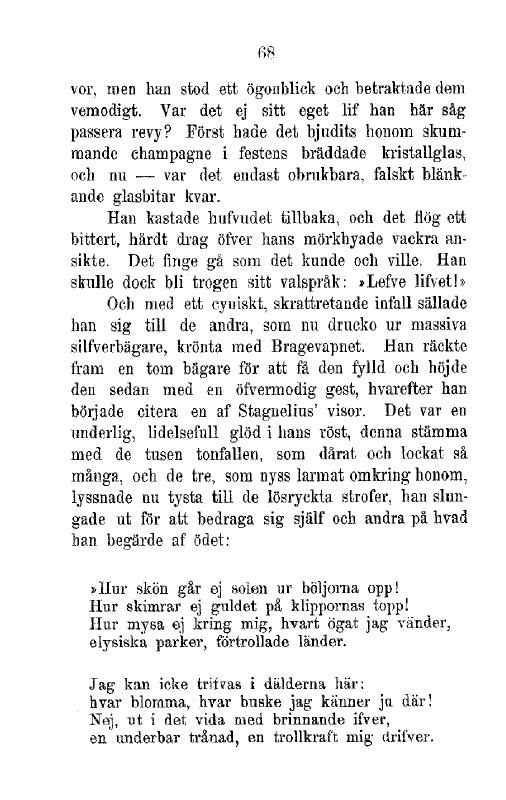 68
vor, men han stod ett ögonblick och betraktade dem
vemodigt. Var det ej sitt eget lif han här såg
passera revy? Först hade det bjudits honom skum-
mande champagne i festens bräddade kristallglas,
och nu — var det endast obrukbara, falskt blänk-
ande glasbitar kvar.
Han kastade hufvudet tillbaka, och det flög ett
bittert, hårdt drag öfver hans mörkhyade vackra an-
sikte. Det finge gå som det kunde och ville. Han
skulle dock bli trogen sitt valspråk: »Lefve lifvet!»
Och med ett cyniskt, skrattretande infall sällade
han sig till de andra, som nu drucko ur massiva
silfverbägare, krönta med Bragevapnet. Han räckte
fram en tom bägare för att få den fylld och höjde
den sedan med en öfvermodig gest, hvarefter han
började citera en af Stagnelius' visor. Det var en
underlig, lidelsefull glöd i hans röst, denna stämma
med de tusen tonfallen, som dårat och lockat så
många, och de tre, som nyss larmat omkring honom,
lyssnade nu tysta till de lösryckta strofer, han slun-
gade ut för att bedraga sig själf och andra på hvad
han begärde af ödet:
»Hur skön går ej solen ur böljorna opp!
Hur skimrar ej guldet på klippornas topp!
Hur mysa ej kring mig, hvart ögat jag vänder,
elysiska parker, förtrollade länder.
Jag kan icke trifvas i dälderna här:
hvar blomma, hvar buske jag känner ju där!
Nej, ut i det vida med brinnande ifver,
en underbar trånad, en trollkraft mig drifver.